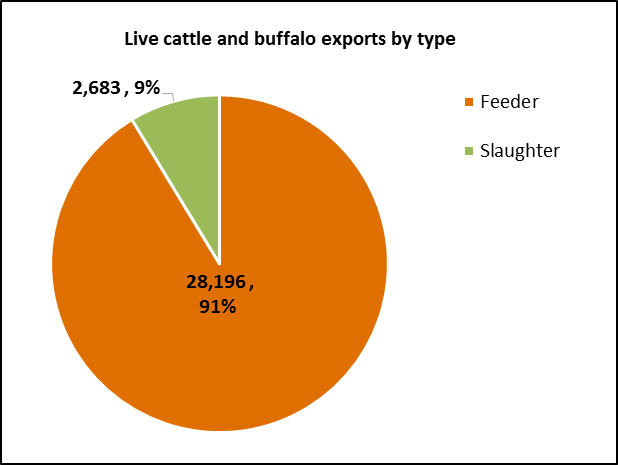 Live cattle and buffalo exports by type
2,683 , 9%
Feeder
Slaughter
28,196 ,
91%